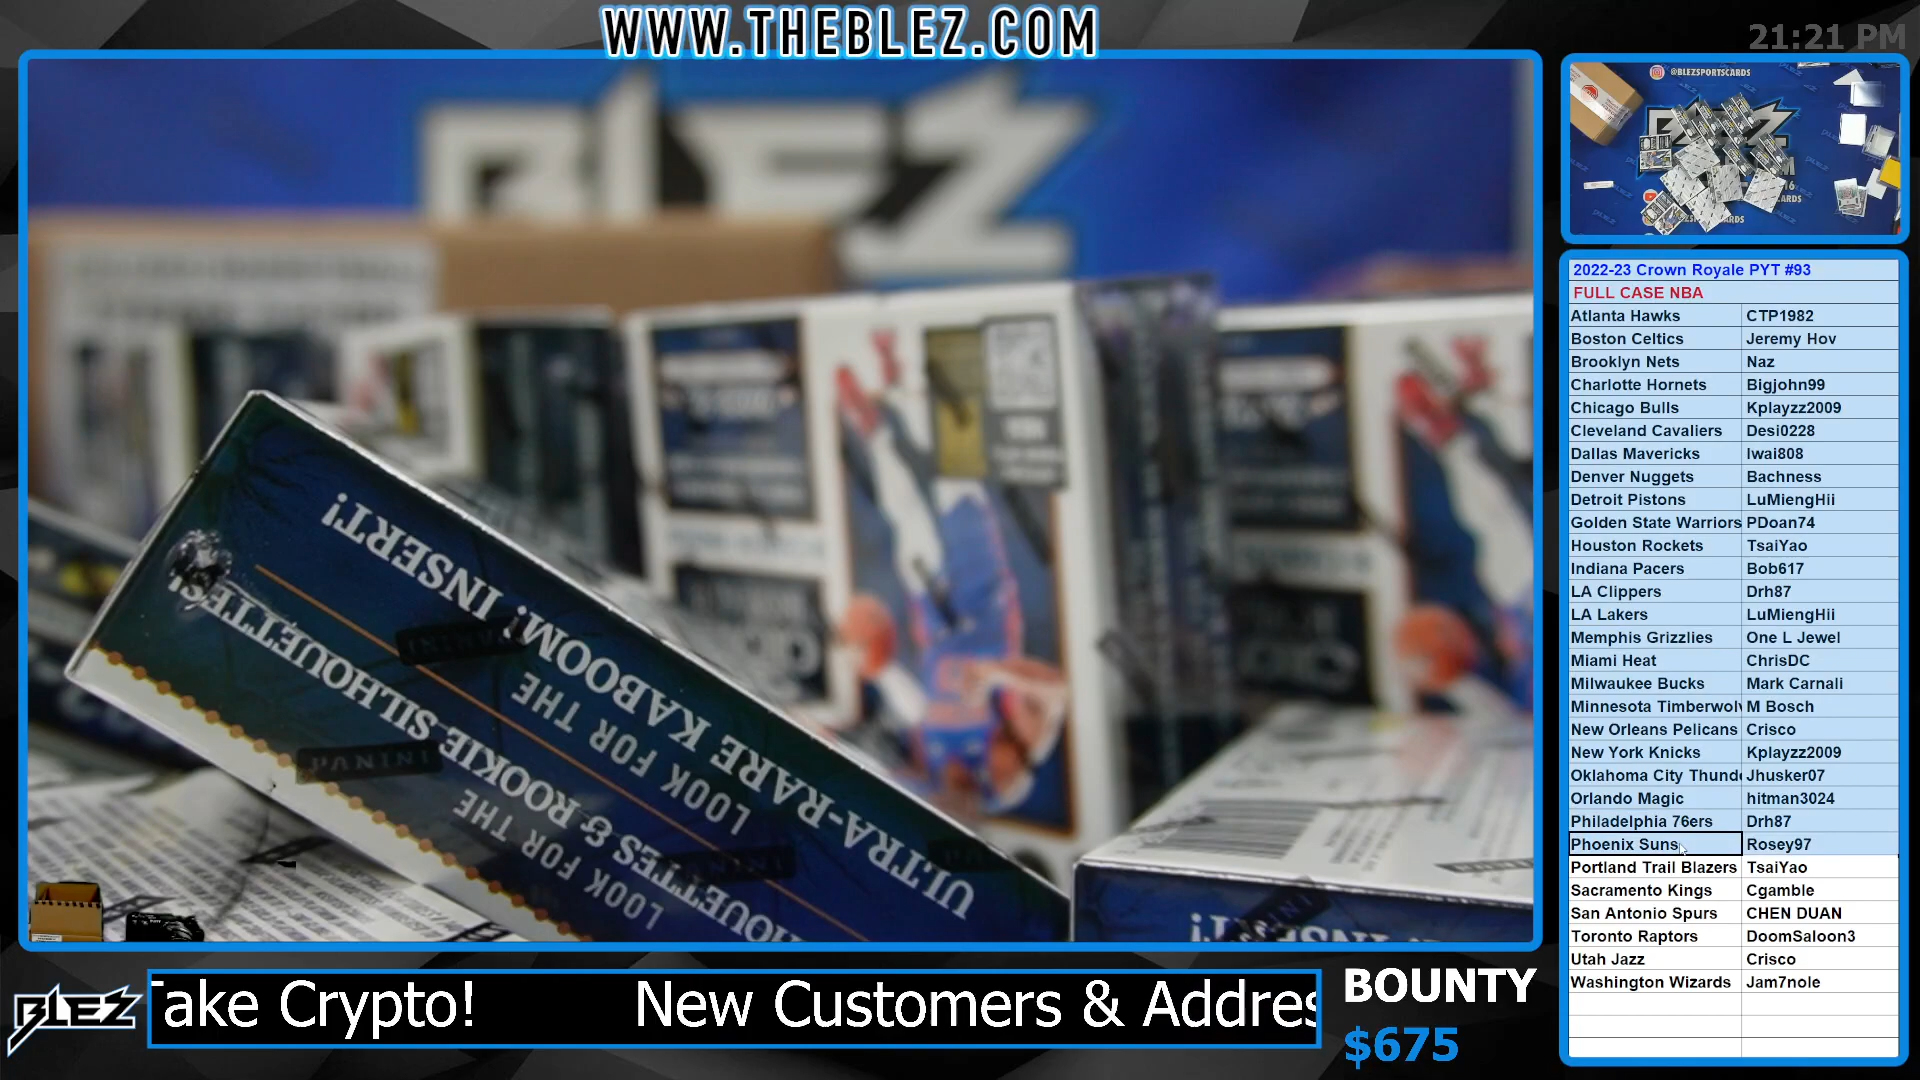 WWW.THEBLEZ.COM
21:21 PM
BLEZ
@BLEZSPORTSCARDS
ULTRA-RARE KABOOM! INSERT!
LOOK FOR THE
HOUETTES & ROOKIE SILHOUETTES!
LOOK FOR THE
PANINI
PANINI
2022-23 Crown Royale PYT #93
FULL CASE NBA
Atlanta Hawks CTP1982
Boston Celtics Jeremy Hov
Brooklyn Nets Naz
Charlotte Hornets Bigjohn99
Chicago Bulls Kplayzz2009
Cleveland Cavaliers Desi0228
Dallas Mavericks Iwai808
Denver Nuggets Bachness
Detroit Pistons LuMiengHii
Golden State Warriors PDoan74
Houston Rockets TsaiYao
Indiana Pacers Bob617
LA Clippers Drh87
LA Lakers LuMiengHii
Memphis Grizzlies One L Jewel
Miami Heat ChrisDC
Milwaukee Bucks Mark Carnali
Minnesota Timberwolv M Bosch
New Orleans Pelicans Crisco
New York Knicks Kplayzz2009
Oklahoma City Thund Jhusker07
Orlando Magic hitman3024
Philadelphia 76ers Drh87
Phoenix Suns Rosey97
Portland Trail Blazers TsaiYao
Sacramento Kings Cgamble
San Antonio Spurs CHEN DUAN
Toronto Raptors DoomSaloon3
Utah Jazz Crisco
Washington Wizards Jam7nole
BLEZ
ake Crypto! New Customers & Addres
BOUNTY
$675